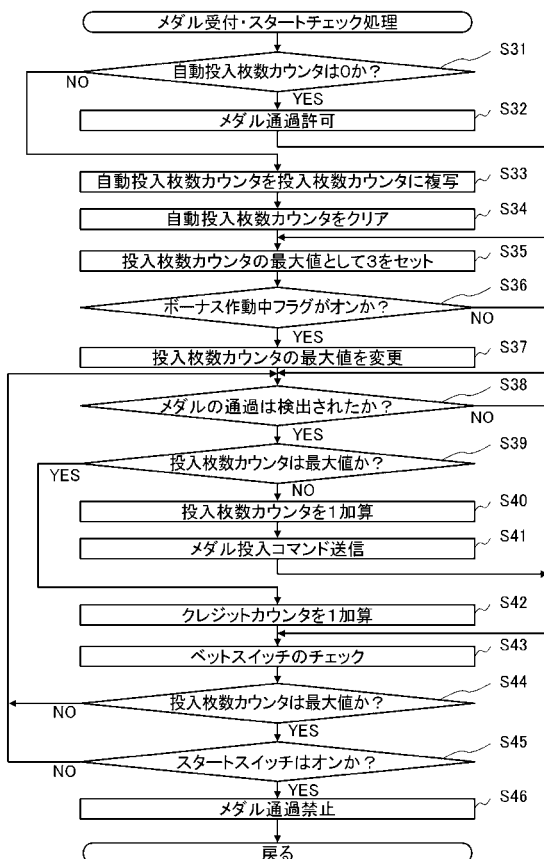 メダル受付・スタートチェック処理
S31
自動投入枚数カウンタは0か?
NO
YES
S32
メダル通過許可
S33
自動投入枚数カウンタを投入枚数カウンタに複写
S34
自動投入枚数カウンタをクリア
S35
投入枚数カウンタの最大値として3をセット
S36
ボーナス作動中フラグがオンか?
NO
YES
S37
投入枚数カウンタの最大値を変更
S38
メダルの通過は検出されたか?
NO
YES
S39
投入枚数カウンタは最大値か?
YES
NO
S40
投入枚数カウンタを1加算
S41
メダル投入コマンド送信
S42
クレジットカウンタを1加算
S43
ベットスイッチのチェック
S44
投入枚数カウンタは最大値か?
NO
YES
S45
スタートスイッチはオンか?
NO
YES
S46
メダル通過禁止
戻る